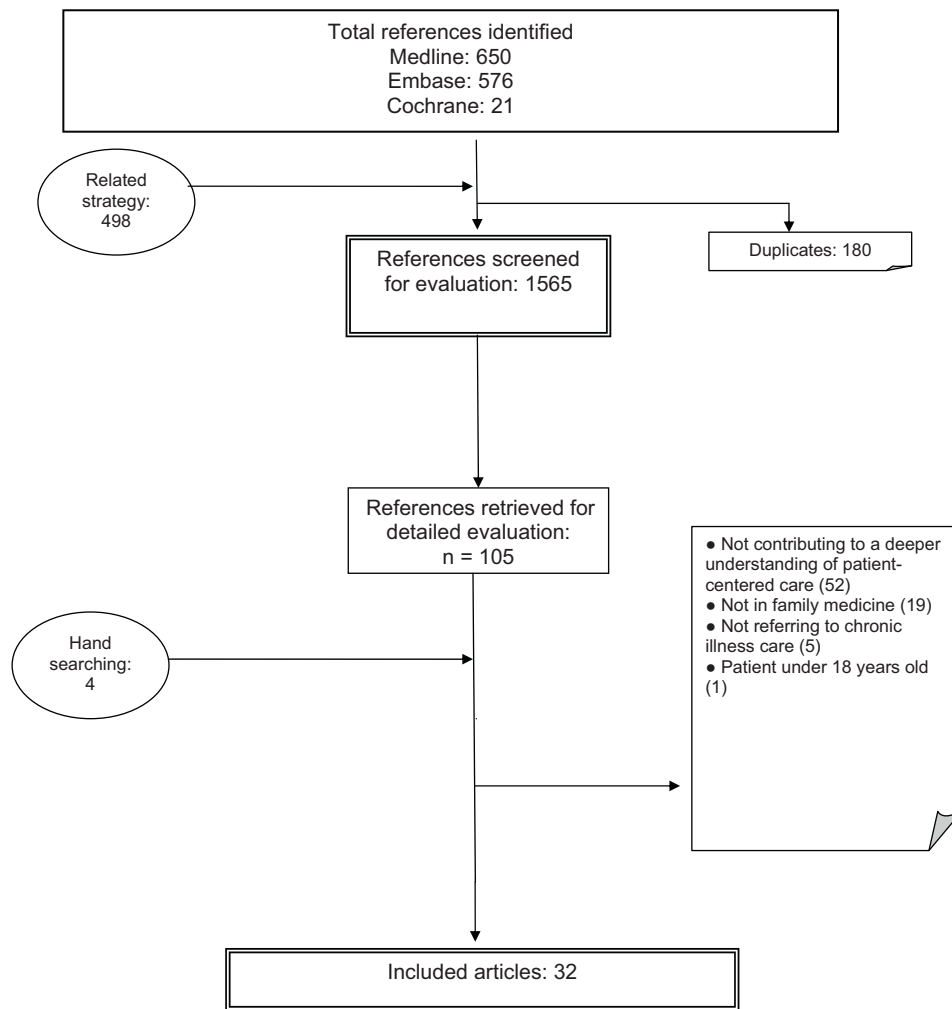 Total references identified
Medline: 650
Embase: 576
Cochrane: 21
Related
strategy:
498
Duplicates: 180
References screened
for evaluation: 1565
References retrieved for
detailed evaluation:
n = 105
● Not contributing to a deeper
understanding of patient-
centered care (52)
● Not in family medicine (19)
● Not referring to chronic
illness care (5)
● Patient under 18 years old
(1)
Hand
searching:
4
Included articles: 32